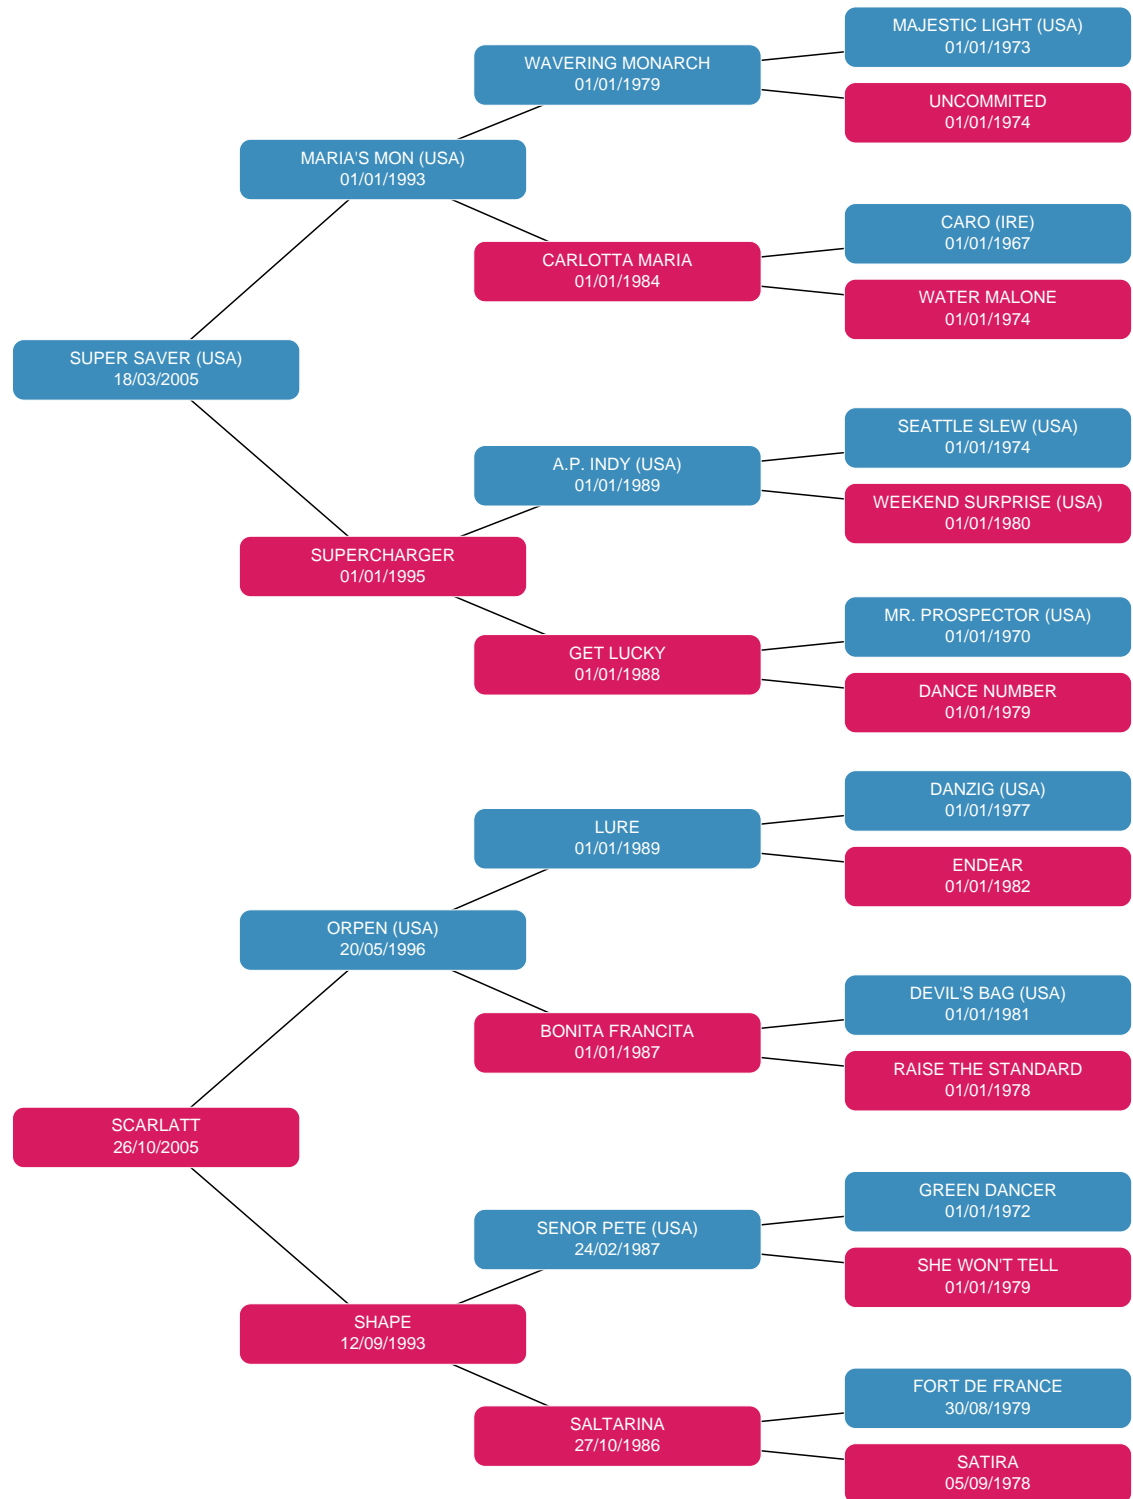 MAJESTIC LIGHT (USA)
01/01/1973
WAVERING MONARCH
01/01/1979
UNCOMMITED
01/01/1974
MARIA'S MON (USA)
01/01/1993
CARO (IRE)
01/01/1967
CARLOTTA MARIA
01/01/1984
WATER MALONE
01/01/1974
SUPER SAVER (USA)
18/03/2005
SEATTLE SLEW (USA)
01/01/1974
A.P. INDY (USA)
01/01/1989
WEEKEND SURPRISE (USA)
01/01/1980
SUPERCHARGER
01/01/1995
MR. PROSPECTOR (USA)
01/01/1970
GET LUCKY
01/01/1988
DANCE NUMBER
01/01/1979
DANZIG (USA)
01/01/1977
LURE
01/01/1989
ENDEAR
01/01/1982
ORPEN (USA)
20/05/1996
DEVIL'S BAG (USA)
01/01/1981
BONITA FRANCITA
01/01/1987
RAISE THE STANDARD
01/01/1978
SCARLATT
26/10/2005
GREEN DANCER
01/01/1972
SENOR PETE (USA)
24/02/1987
SHE WON'T TELL
01/01/1979
SHAPE
12/09/1993
FORT DE FRANCE
30/08/1979
SALTARINA
27/10/1986
SATIRA
05/09/1978